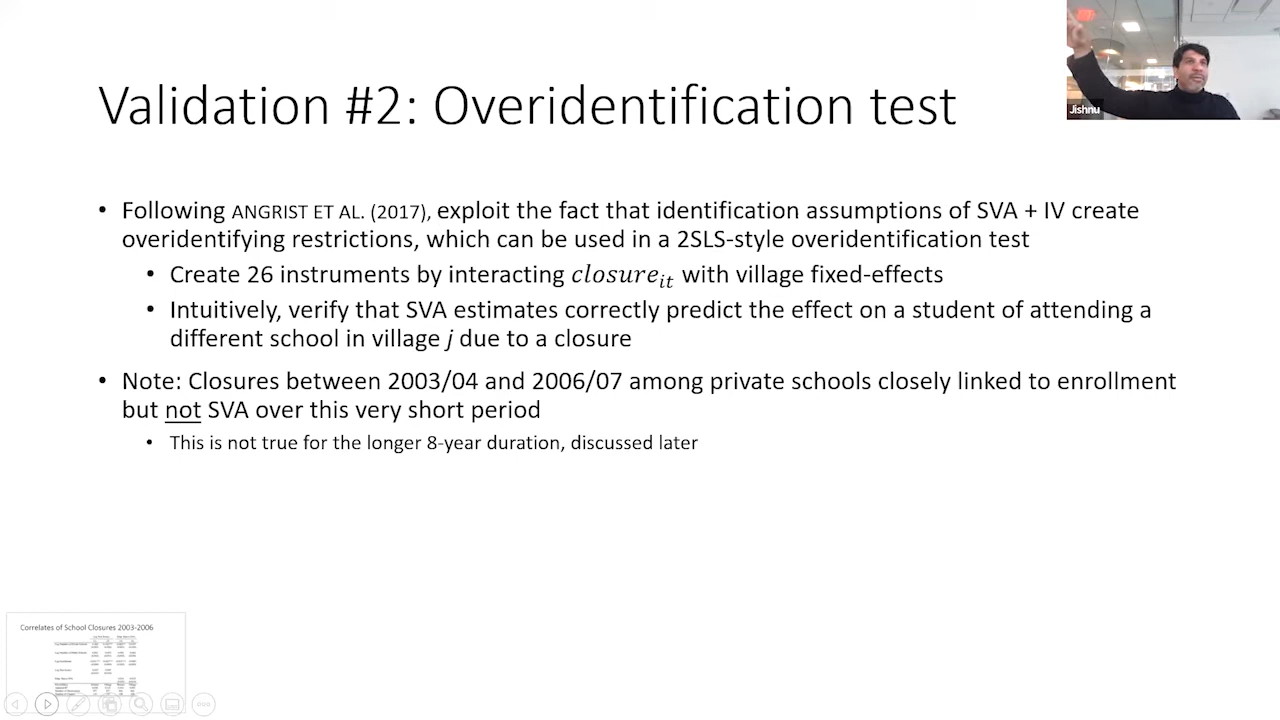 Jishnu
Validation #2: Overidentification test
• Following ANGRIST ET AL. (2017), exploit the fact that identification assumptions of SVA + IV create
overidentifying restrictions, which can be used in a 2SLS-style overidentification test
• Create 26 instruments by interacting closure_it with village fixed-effects
• Intuitively, verify that SVA estimates correctly predict the effect on a student of attending a
different school in village j due to a closure
• Note: Closures between 2003/04 and 2006/07 among private schools closely linked to enrollment
but not SVA over this very short period
• This is not true for the longer 8-year duration, discussed later
Correlates of School Closures 2003-2006